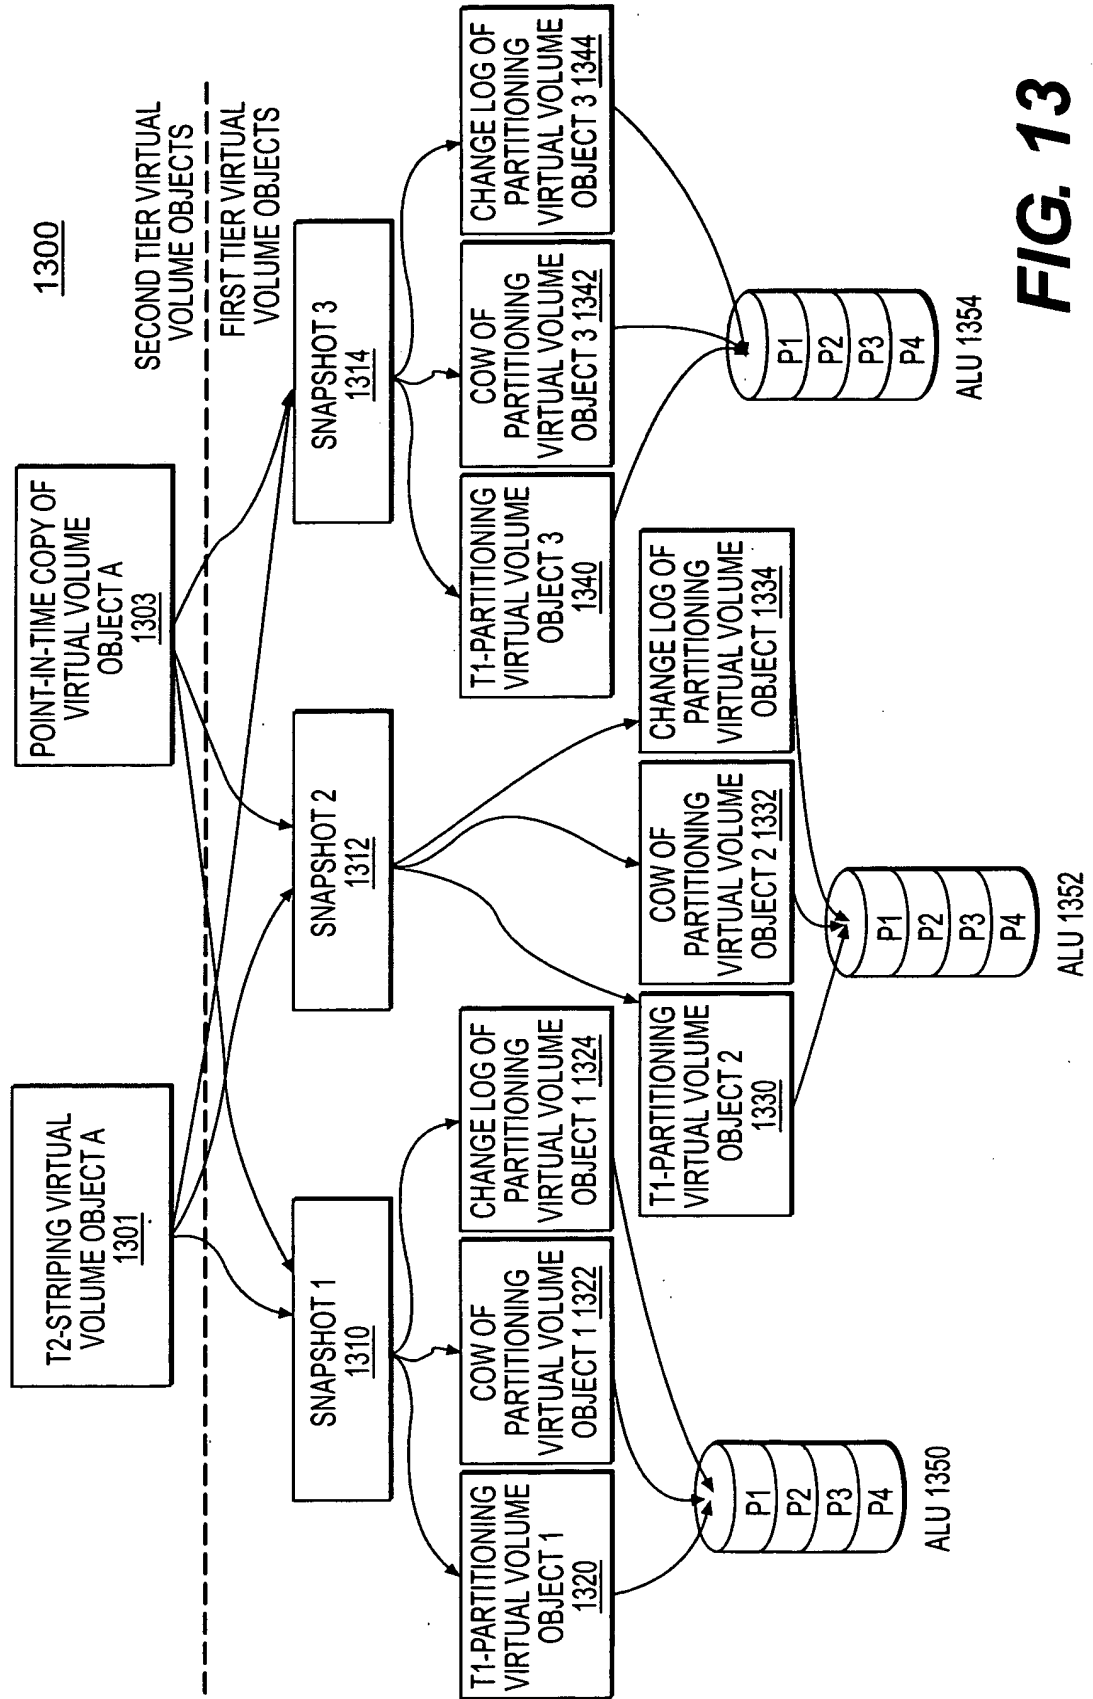 1300
T2-STRIPING VIRTUAL
VOLUME OBJECT A
1301
POINT-IN-TIME COPY OF
VIRTUAL VOLUME
OBJECT A
1303
SECOND TIER VIRTUAL
VOLUME OBJECTS
FIRST TIER VIRTUAL
VOLUME OBJECTS
SNAPSHOT 1
1310
SNAPSHOT 2
1312
SNAPSHOT 3
1314
T1-PARTITIONING
VIRTUAL VOLUME
OBJECT 1
1320
COW OF
PARTITIONING
VIRTUAL VOLUME
OBJECT 1 1322
CHANGE LOG OF
PARTITIONING
VIRTUAL VOLUME
OBJECT 1 1324
T1-PARTITIONING
VIRTUAL VOLUME
OBJECT 2
1330
COW OF
PARTITIONING
VIRTUAL VOLUME
OBJECT 2 1332
CHANGE LOG OF
PARTITIONING
VIRTUAL VOLUME
OBJECT 1334
T1-PARTITIONING
VIRTUAL VOLUME
OBJECT 3
1340
COW OF
PARTITIONING
VIRTUAL VOLUME
OBJECT 3 1342
CHANGE LOG OF
PARTITIONING
VIRTUAL VOLUME
OBJECT 3 1344
P1
P2
P3
P4
ALU 1350
P1
P2
P3
P4
ALU 1352
P1
P2
P3
P4
ALU 1354
FIG. 13